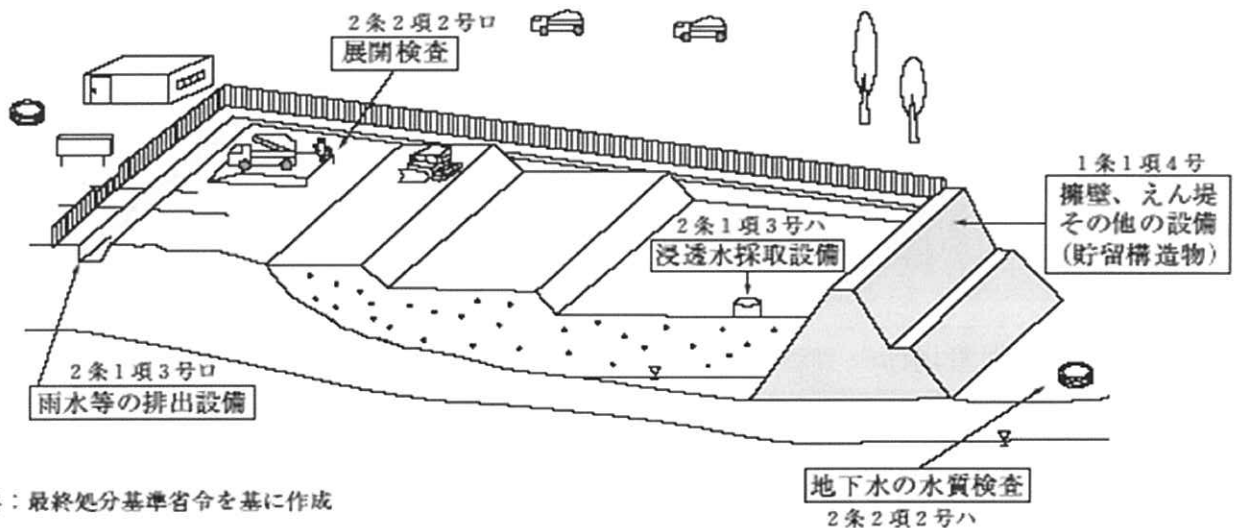 2条2項2号ロ
展開検査
1条1項4号
擁壁、えん堤
その他の設備
(貯留構造物)
2条1項3号ハ
浸透水採取設備
2条1項3号ロ
雨水等の排出設備
地下水の水質検査
2条2項2号ハ
：最終処分基準省令を基に作成